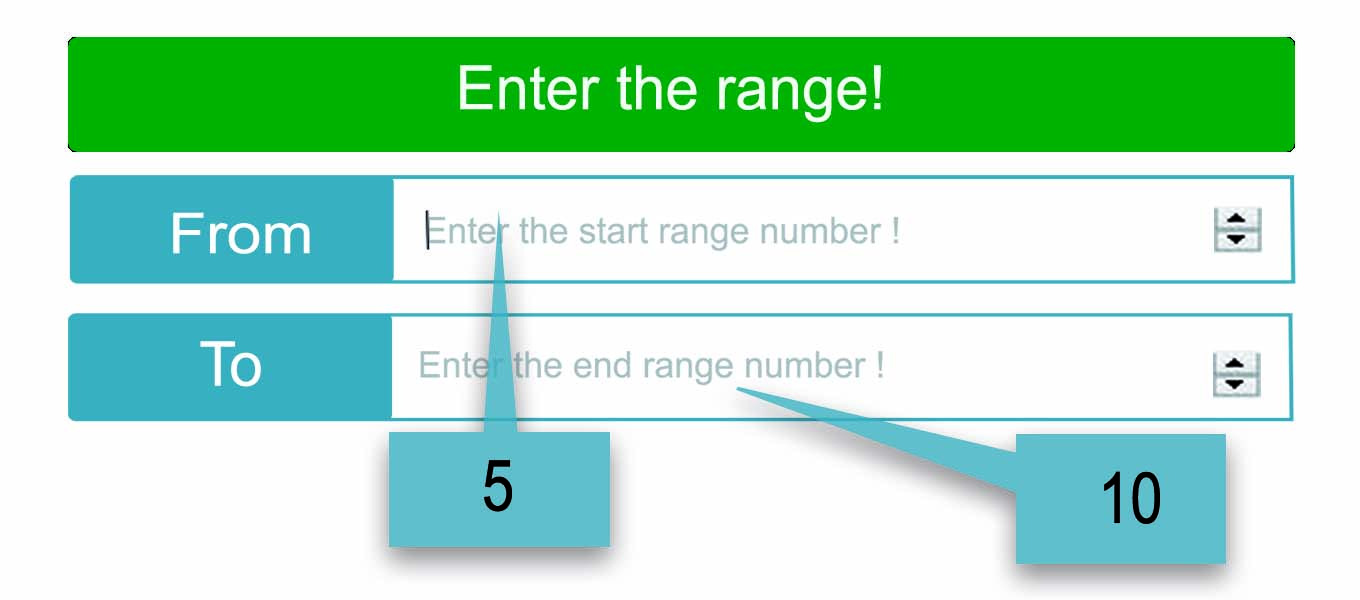 Enter the range!
From
Enter the start range number !
To
Enter the end range number !
5
10